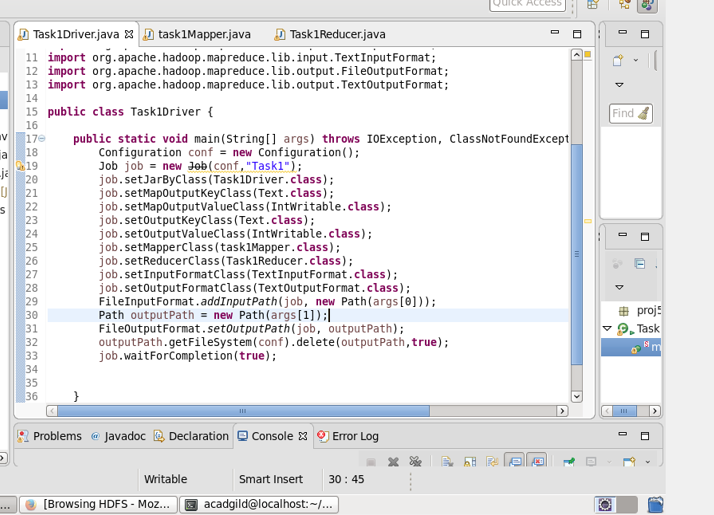 Quick Access
Task1Driver.java
task1Mapper.java
Task1Reducer.java
11 import org.apache.hadoop.mapreduce.lib.input.TextInputFormat;
12 import org.apache.hadoop.mapreduce.lib.output.FileOutputFormat;
13 import org.apache.hadoop.mapreduce.lib.output.TextOutputFormat;
14
15 public class Task1Driver {
16
17 public static void main(String[] args) throws IOException, ClassNotFoundExcept
18 Configuration conf = new Configuration();
19 Job job = new Job(conf,"Task1");
20 job.setJarByClass(Task1Driver.class);
21 job.setMapOutputKeyClass(Text.class);
22 job.setMapOutputValueClass(IntWritable.class);
23 job.setOutputKeyClass(Text.class);
24 job.setOutputValueClass(IntWritable.class);
25 job.setMapperClass(task1Mapper.class);
26 job.setReducerClass(Task1Reducer.class);
27 job.setInputFormatClass(TextInputFormat.class);
28 job.setOutputFormatClass(TextOutputFormat.class);
29 FileInputFormat.addInputPath(job, new Path(args[0]));
30 Path outputPath = new Path(args[1]);
31 FileOutputFormat.setOutputPath(job, outputPath);
32 outputPath.getFileSystem(conf).delete(outputPath,true);
33 job.waitForCompletion(true);
34
35
36 }
Find
proj5
Task
m
Problems @ Javadoc Declaration Console Error Log
Writable Smart Insert 30 : 45
[Browsing HDFS - Moz... acadgild@localhost:~/...